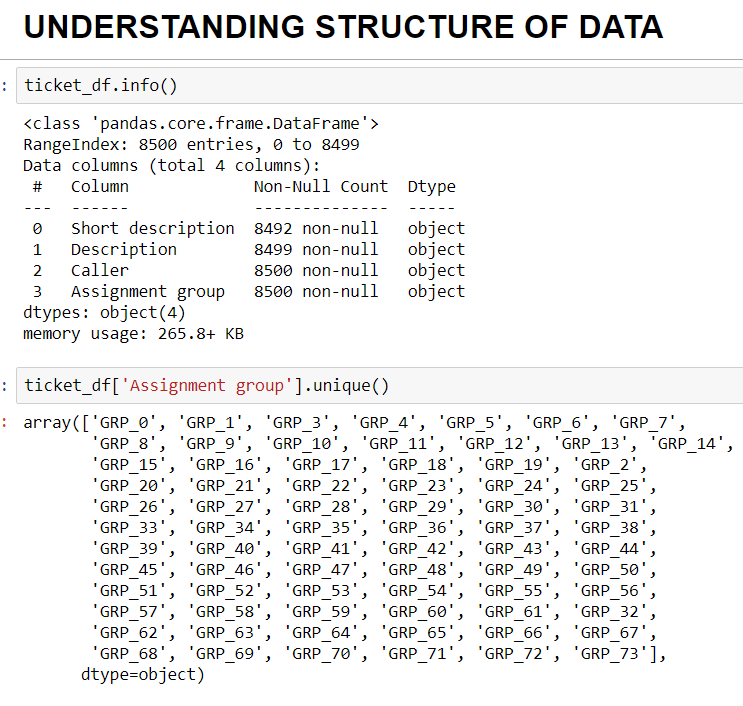 UNDERSTANDING STRUCTURE OF DATA
: ticket_df.info()
<class 'pandas.core.frame.DataFrame'>
RangeIndex: 8500 entries, 0 to 8499
Data columns (total 4 columns):
 #   Column             Non-Null Count  Dtype
---  ------             --------------  -----
 0   Short description  8492 non-null   object
 1   Description        8499 non-null   object
 2   Caller             8500 non-null   object
 3   Assignment group   8500 non-null   object
dtypes: object(4)
memory usage: 265.8+ KB
: ticket_df['Assignment group'].unique()
: array(['GRP_0', 'GRP_1', 'GRP_3', 'GRP_4', 'GRP_5', 'GRP_6', 'GRP_7',
       'GRP_8', 'GRP_9', 'GRP_10', 'GRP_11', 'GRP_12', 'GRP_13', 'GRP_14',
       'GRP_15', 'GRP_16', 'GRP_17', 'GRP_18', 'GRP_19', 'GRP_2',
       'GRP_20', 'GRP_21', 'GRP_22', 'GRP_23', 'GRP_24', 'GRP_25',
       'GRP_26', 'GRP_27', 'GRP_28', 'GRP_29', 'GRP_30', 'GRP_31',
       'GRP_33', 'GRP_34', 'GRP_35', 'GRP_36', 'GRP_37', 'GRP_38',
       'GRP_39', 'GRP_40', 'GRP_41', 'GRP_42', 'GRP_43', 'GRP_44',
       'GRP_45', 'GRP_46', 'GRP_47', 'GRP_48', 'GRP_49', 'GRP_50',
       'GRP_51', 'GRP_52', 'GRP_53', 'GRP_54', 'GRP_55', 'GRP_56',
       'GRP_57', 'GRP_58', 'GRP_59', 'GRP_60', 'GRP_61', 'GRP_32',
       'GRP_62', 'GRP_63', 'GRP_64', 'GRP_65', 'GRP_66', 'GRP_67',
       'GRP_68', 'GRP_69', 'GRP_70', 'GRP_71', 'GRP_72', 'GRP_73'],
      dtype=object)